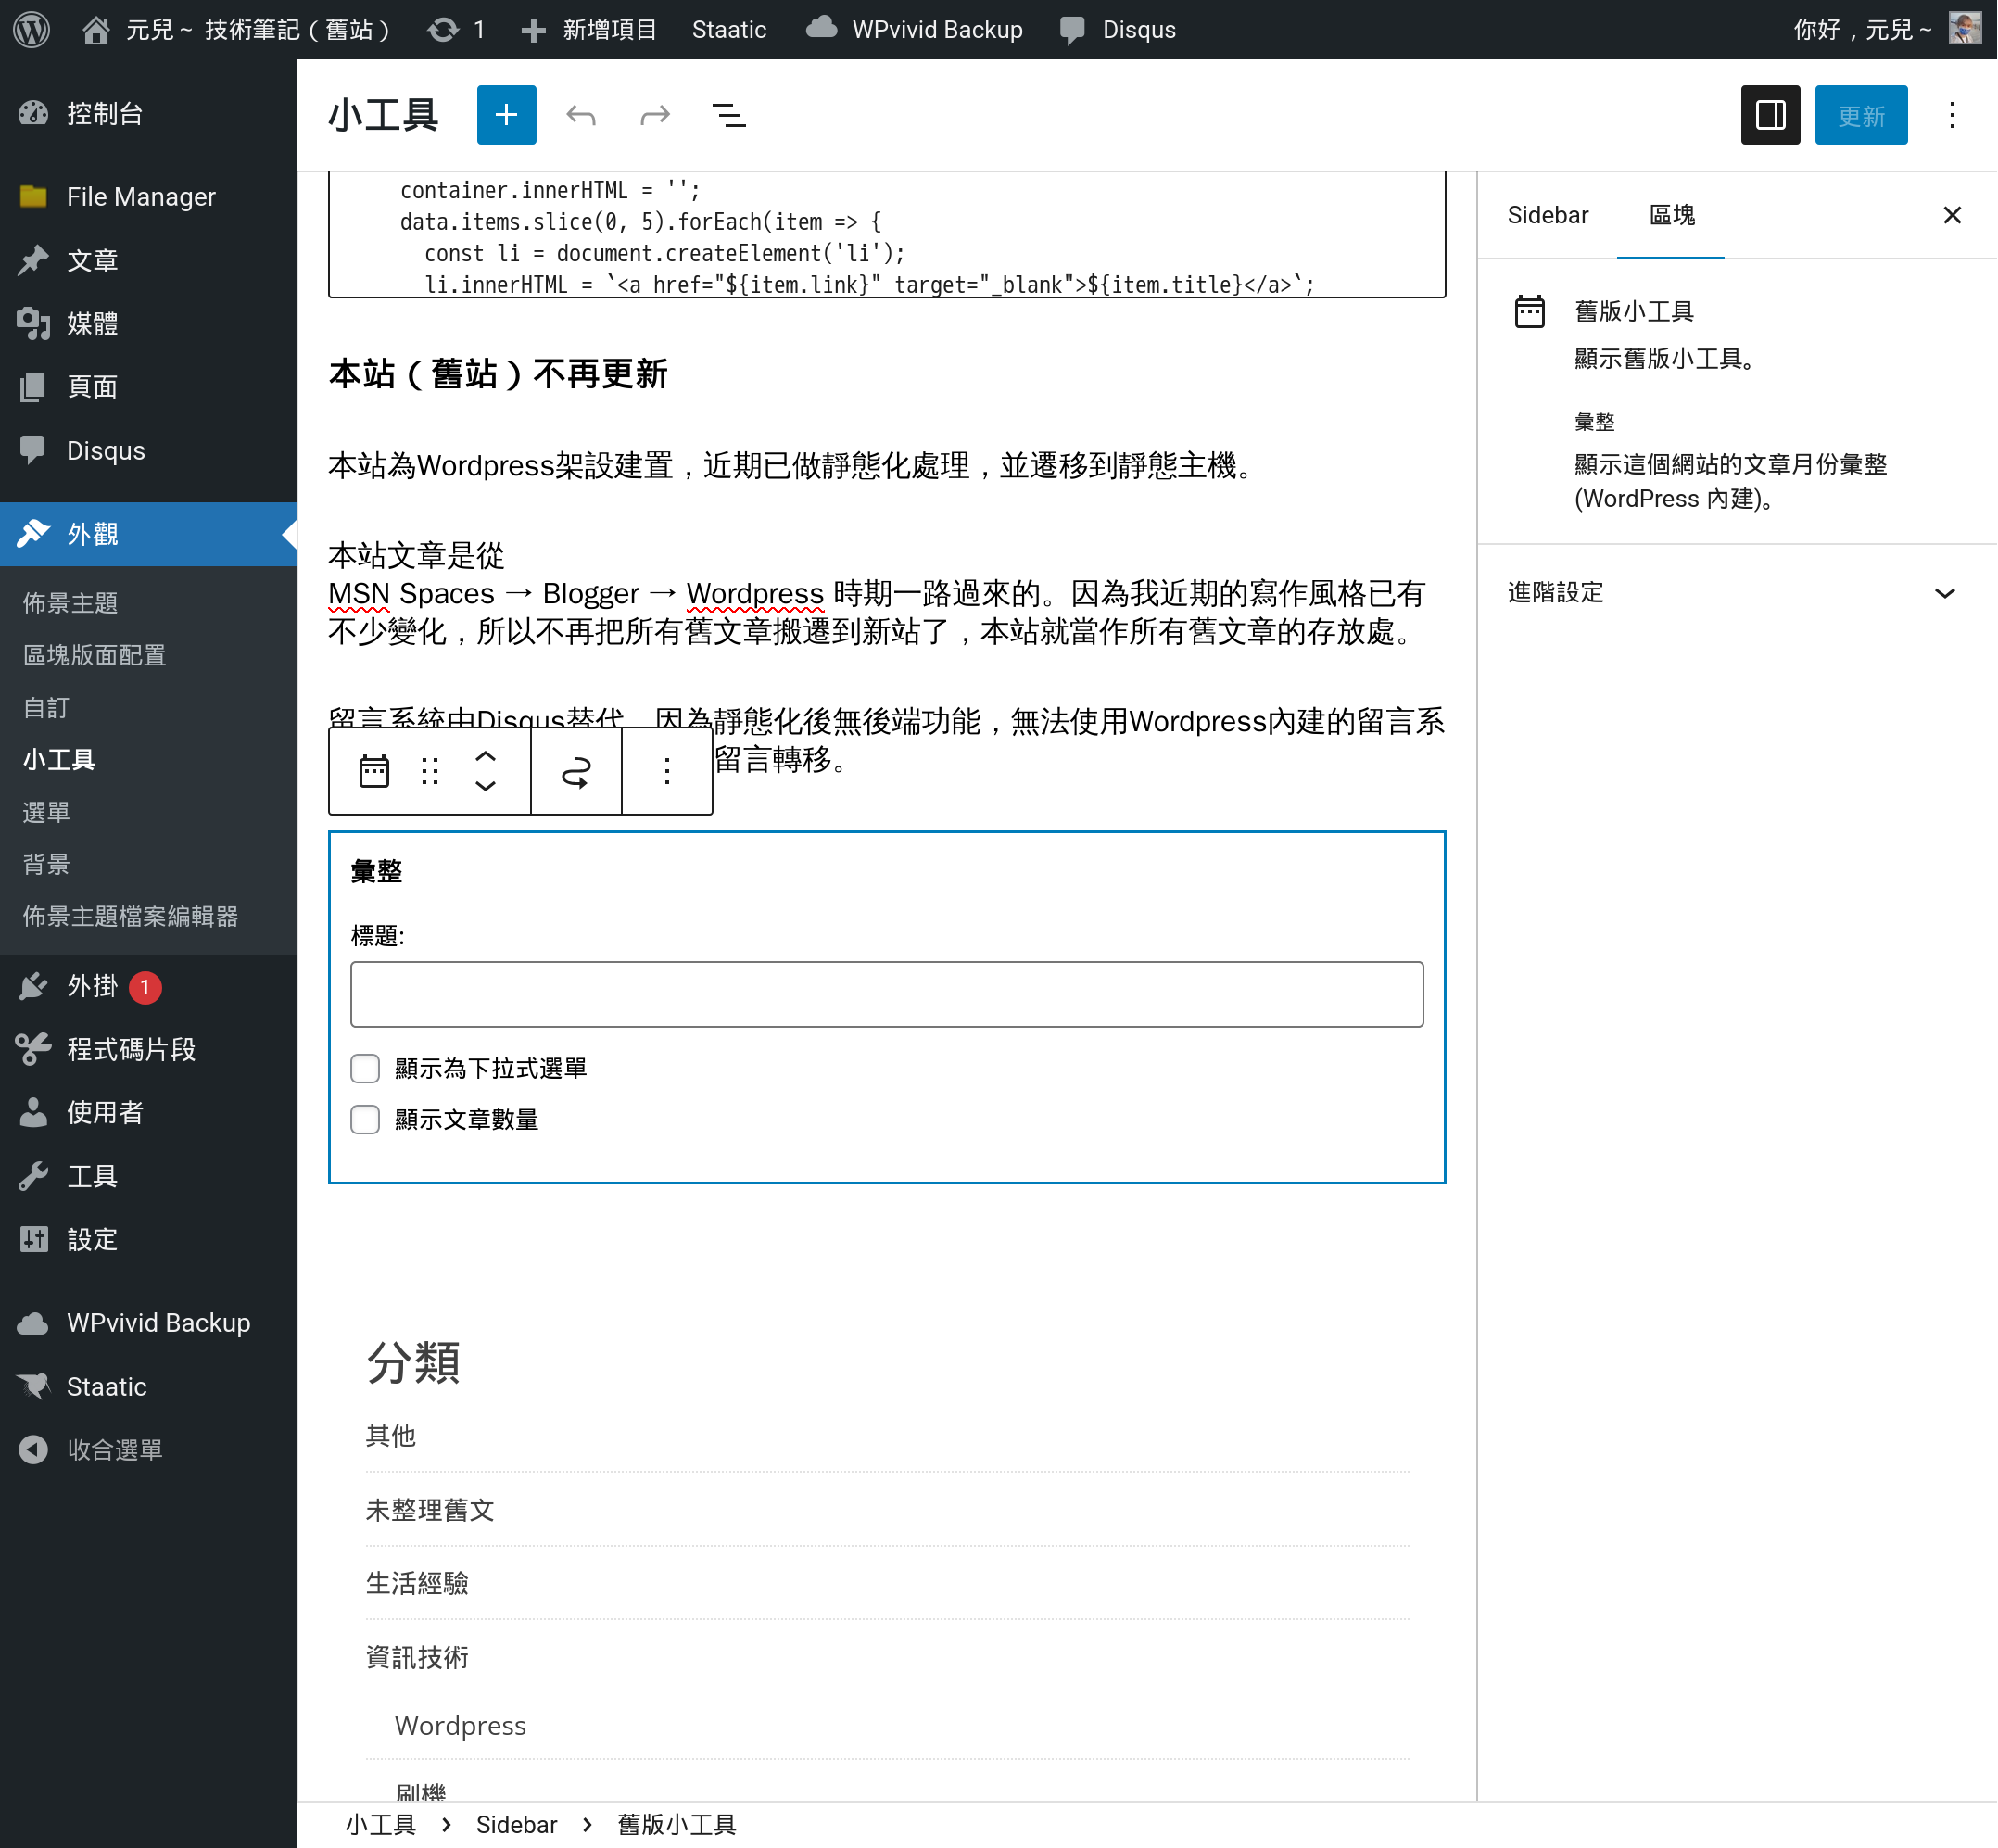 元兒～ 技術筆記（舊站）
1
新增項目
Staatic
WPvivid Backup
Disqus
你好，元兒～
控制台
File Manager
文章
媒體
頁面
Disqus
外觀
佈景主題
區塊版面配置
自訂
小工具
選單
背景
佈景主題檔案編輯器
外掛 1
程式碼片段
使用者
工具
設定
WPvivid Backup
Staatic
收合選單
小工具
更新
container.innerHTML = '';
data.items.slice(0, 5).forEach(item => {
const li = document.createElement('li');
li.innerHTML = `<a href="${item.link}" target="_blank">${item.title}</a>`;
本站（舊站）不再更新
本站為Wordpress架設建置，近期已做靜態化處理，並遷移到靜態主機。
本站文章是從
MSN Spaces → Blogger → Wordpress 時期一路過來的。因為我近期的寫作風格已有
不少變化，所以不再把所有舊文章搬遷到新站了，本站就當作所有舊文章的存放處。
留言系統由Disqus替代，因為靜態化後無後端功能，無法使用Wordpress內建的留言系
留言轉移。
彙整
標題:
顯示為下拉式選單
顯示文章數量
分類
其他
未整理舊文
生活經驗
資訊技術
Wordpress
刷機
Sidebar
區塊
舊版小工具
顯示舊版小工具。
彙整
顯示這個網站的文章月份彙整
(WordPress 內建)。
進階設定
小工具 › Sidebar › 舊版小工具